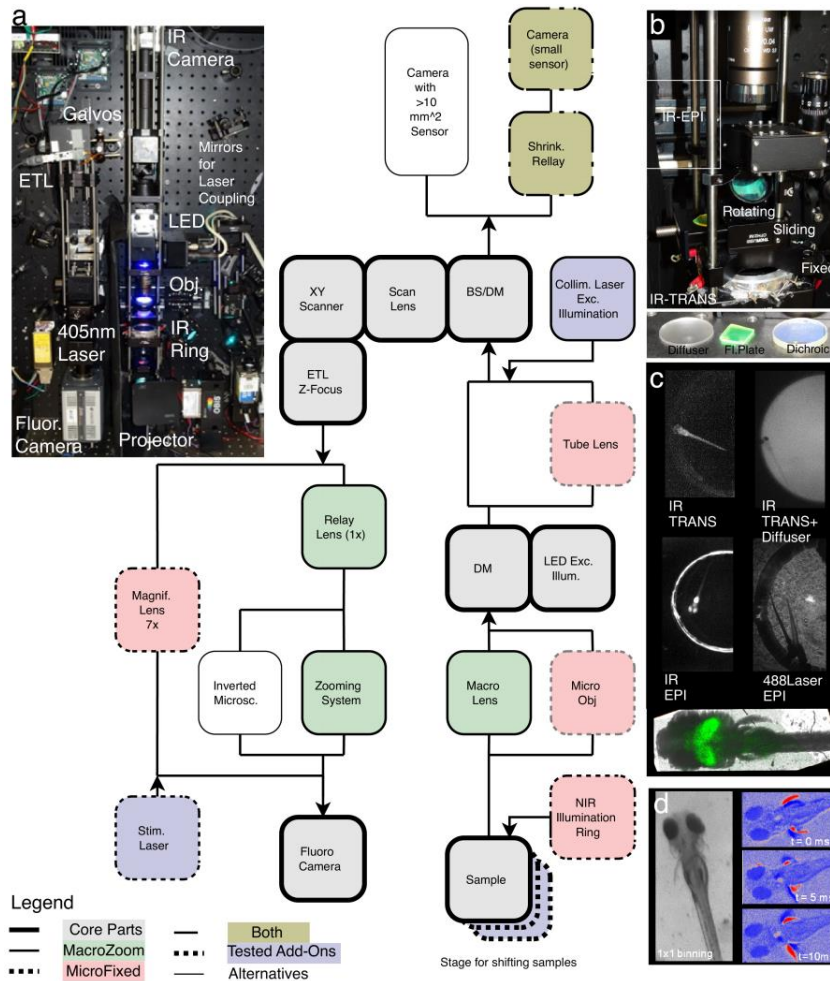 a
IR
Camera
Galvos
ETL
Mirrors
for
Laser
Coupling
LED
Obj.
IR
Ring
405nm
Laser
Fluor.
Camera
Projector
Camera
with
>10
mm^2
Sensor
Camera
(small
sensor)
Shrink.
Rellay
XY
Scanner
Scan
Lens
BS/DM
Collim. Laser
Exc.
Illumination
ETL
Z-Focus
Tube Lens
Relay
Lens (1x)
DM
LED Exc.
Illum.
Magnif.
Lens
7x
Inverted
Microsc.
Zooming
System
Macro
Lens
Micro
Obj
Stim.
Laser
Fluoro
Camera
Sample
NIR
Illumination
Ring
Stage for shifting samples
Legend
Core Parts
MacroZoom
MicroFixed
Both
Tested Add-Ons
Alternatives
b
IR-EPI
Rotating
Sliding
Fixed
IR-TRANS
Diffuser
Fl.Plate
Dichroic
c
IR
TRANS
IR
TRANS+
Diffuser
IR
EPI
488Laser
EPI
d
1x1 binning
t= 0 ms
t= 5 ms
t=10m